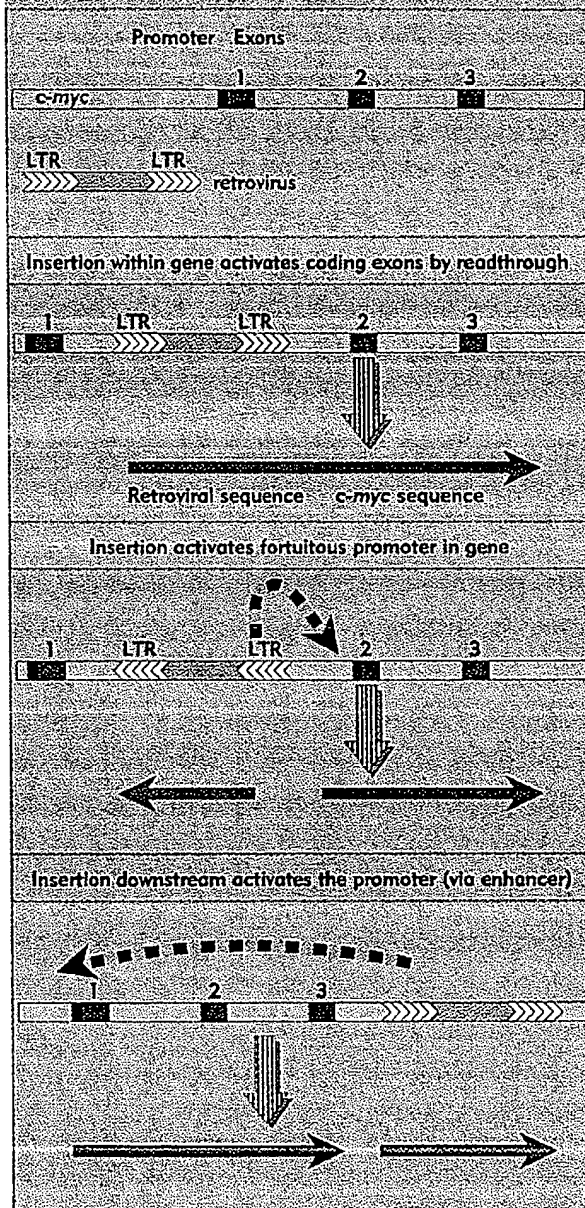 Promoter Exons
1 2 3
c-myc
LTR LTR
retrovirus
Insertion within gene activates coding exons by readthrough
1 LTR LTR 2 3
Retroviral sequence c-myc sequence
Insertion activates fortuitous promoter in gene
1 LTR LTR 2 3
Insertion downstream activates the promoter (via enhancer)
1 2 3